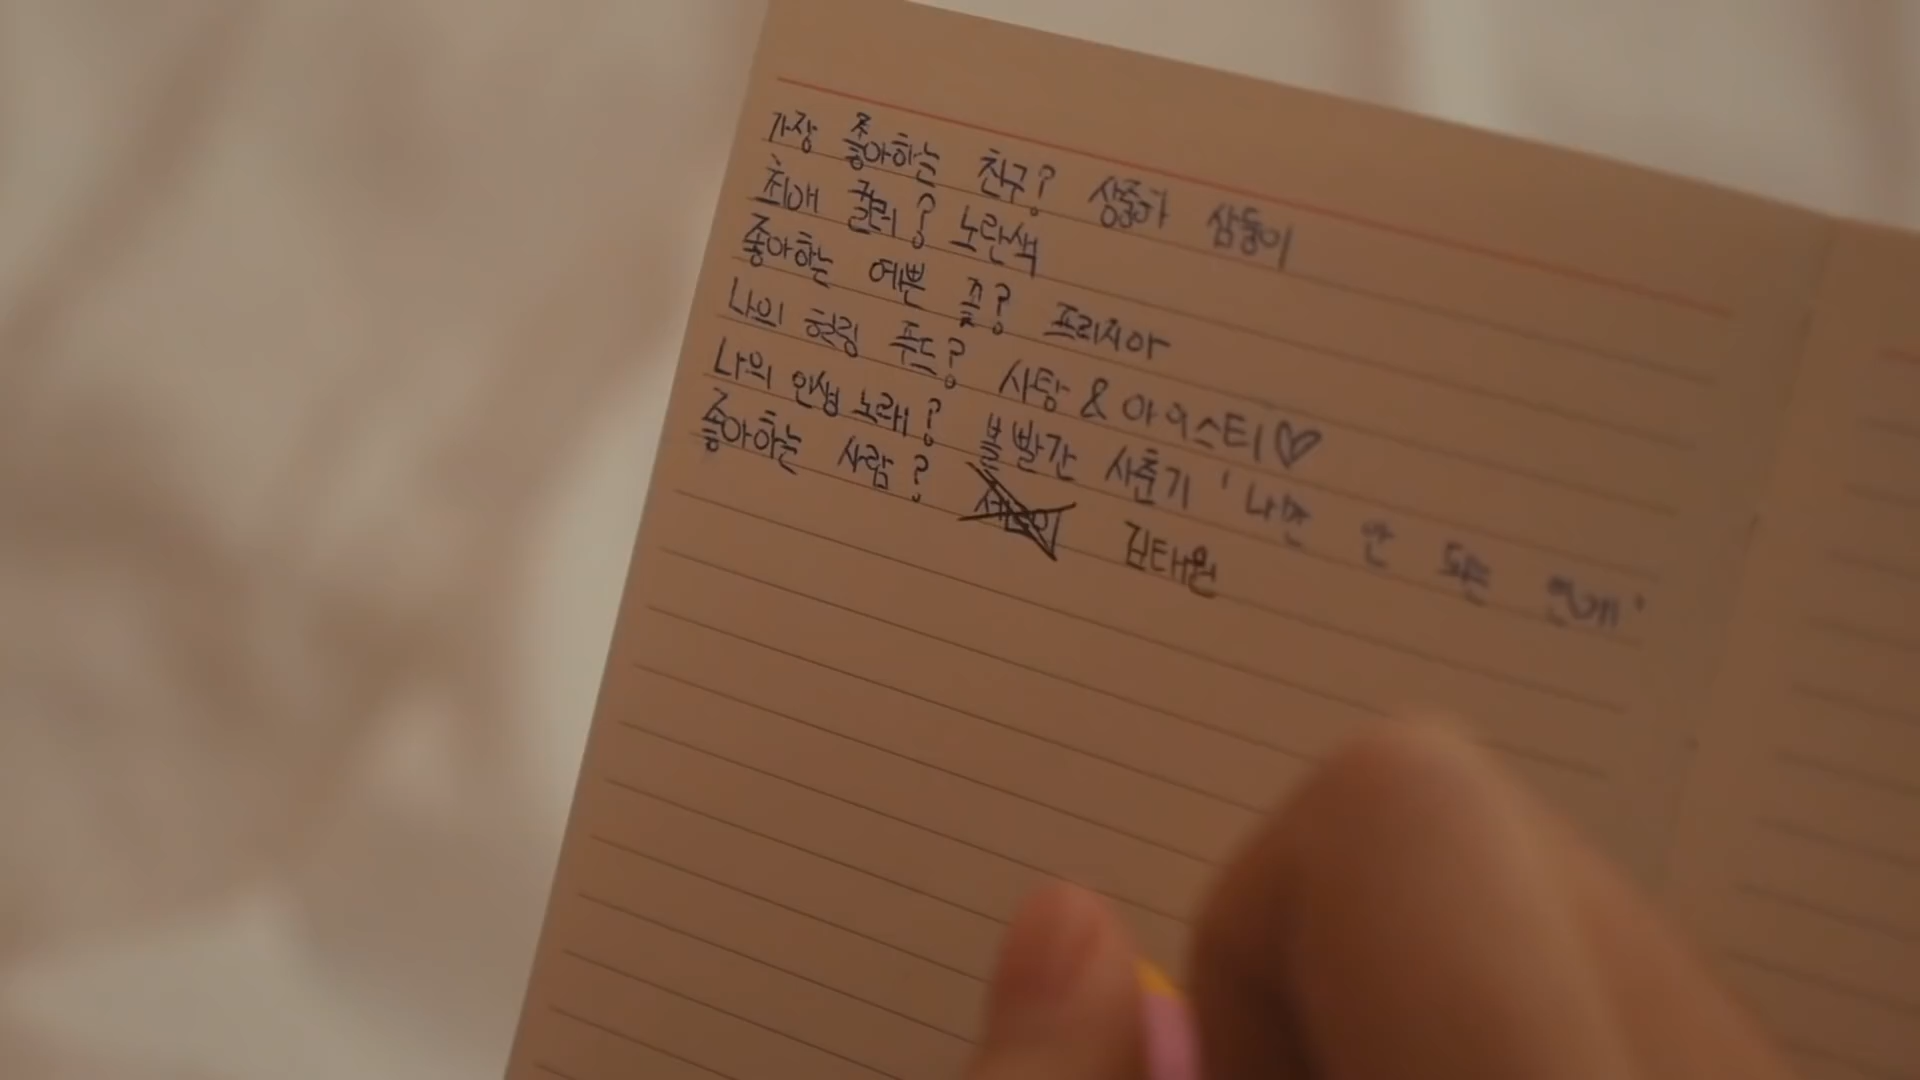 가장 좋아하는 친구? 삼둥이
최애 컬러? 노란색
좋아하는 예쁜 꽃? 프리지아
나의 힐링 푸드? 사탕 & 아이스티♡
나의 인생 노래? 볼빨간 사춘기 '나만 안 되는 연애'
좋아하는 사람? 김태원